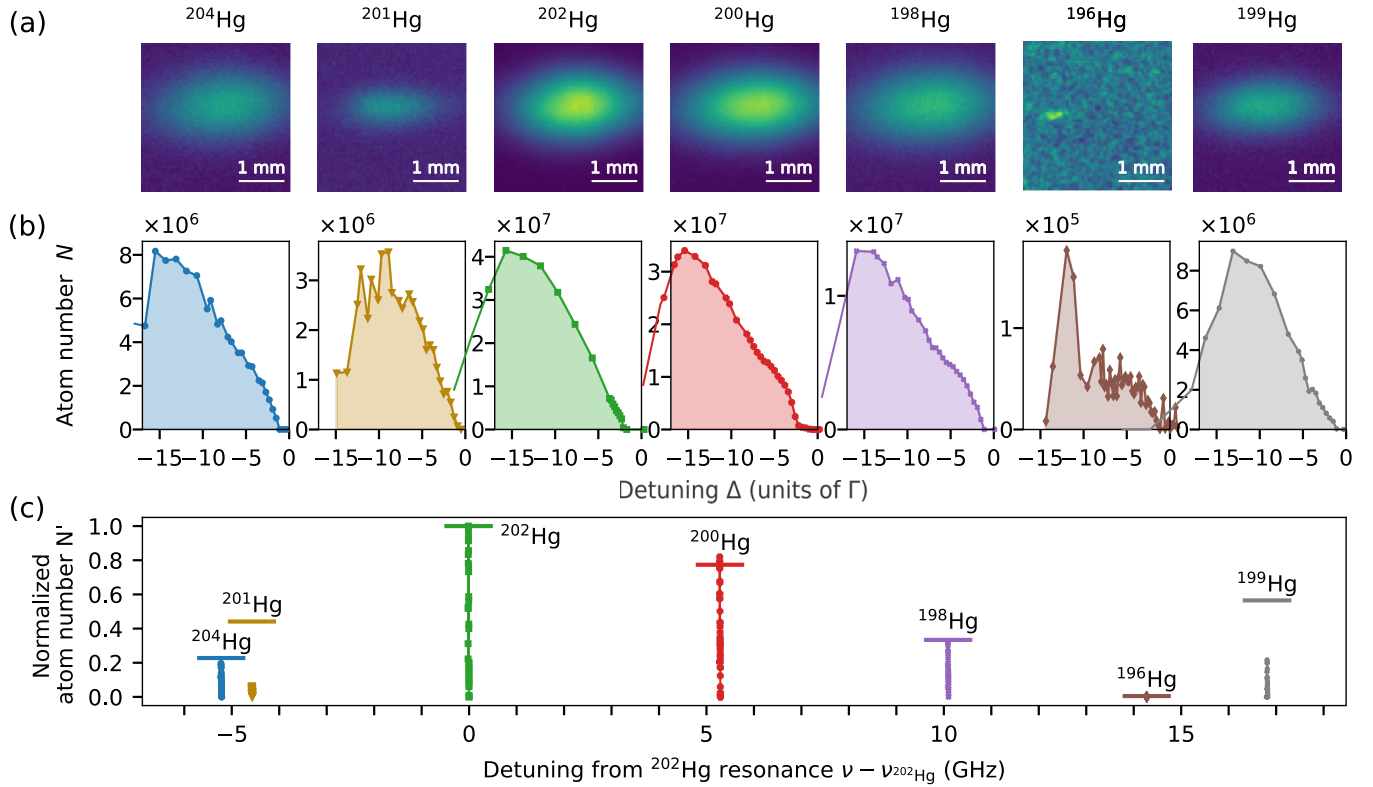 (a)
²⁰⁴Hg ²⁰¹Hg ²⁰²Hg ²⁰⁰Hg ¹⁹⁸Hg ¹⁹⁶Hg ¹⁹⁹Hg
1 mm 1 mm 1 mm 1 mm 1 mm 1 mm 1 mm
(b)
×10⁶ ×10⁶ ×10⁷ ×10⁷ ×10⁷ ×10⁵ ×10⁶
Atom number N
8
6
4
2
0
3
2
1
0
4
3
2
1
0
3
2
1
0
1
0
1
0
8
6
4
2
0
−15 −10 −5 0 −15 −10 −5 0 −15 −10 −5 0 −15 −10 −5 0 −15 −10 −5 0 −15 −10 −5 0 −15 −10 −5 0
Detuning Δ (units of Γ)
(c)
Normalized
atom number N'
1.0
0.8
0.6
0.4
0.2
0.0
²⁰⁴Hg
²⁰¹Hg
²⁰²Hg
²⁰⁰Hg
¹⁹⁸Hg
¹⁹⁶Hg
¹⁹⁹Hg
−5 0 5 10 15
Detuning from ²⁰²Hg resonance ν − ν²⁰²Hg (GHz)